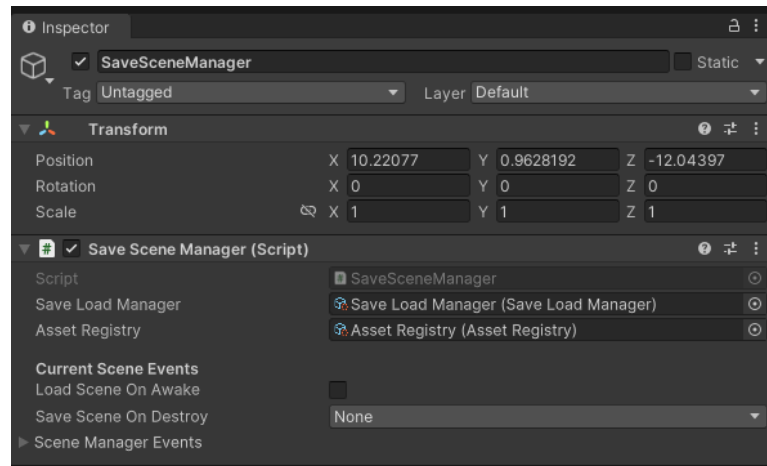 Inspector
SaveSceneManager Static
Tag Untagged Layer Default
Transform
Position X 10.22077 Y 0.9628192 Z -12.04397
Rotation X 0 Y 0 Z 0
Scale X 1 Y 1 Z 1
# Save Scene Manager (Script)
Script SaveSceneManager
Save Load Manager Save Load Manager (Save Load Manager)
Asset Registry Asset Registry (Asset Registry)
Current Scene Events
Load Scene On Awake
Save Scene On Destroy None
Scene Manager Events